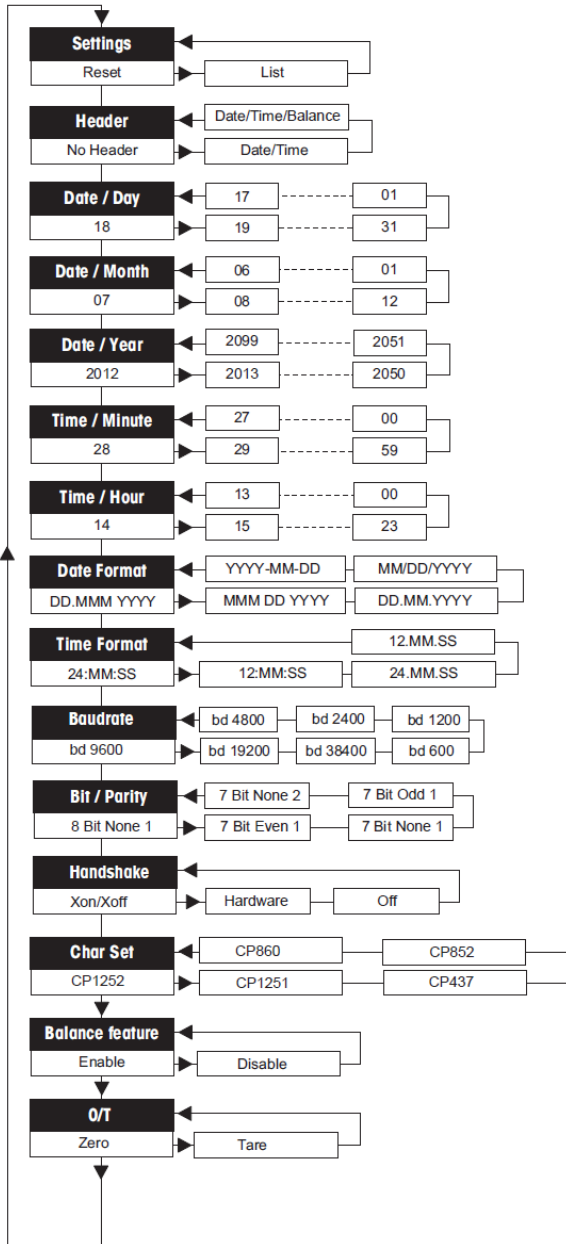 Settings
Reset
List
Header
Date/Time/Balance
No Header
Date/Time
Date / Day
17
01
18
19
31
Date / Month
06
01
07
08
12
Date / Year
2099
2051
2012
2013
2050
Time / Minute
27
00
28
29
59
Time / Hour
13
00
14
15
23
Date Format
YYYY-MM-DD
MM/DD/YYYY
DD.MMM YYYY
MMM DD YYYY
DD.MM.YYYY
Time Format
12.MM.SS
24:MM:SS
12:MM:SS
24.MM.SS
Baudrate
bd 4800
bd 2400
bd 1200
bd 9600
bd 19200
bd 38400
bd 600
Bit / Parity
7 Bit None 2
7 Bit Odd 1
8 Bit None 1
7 Bit Even 1
7 Bit None 1
Handshake
Xon/Xoff
Hardware
Off
Char Set
CP860
CP852
CP1252
CP1251
CP437
Balance feature
Enable
Disable
O/T
Zero
Tare